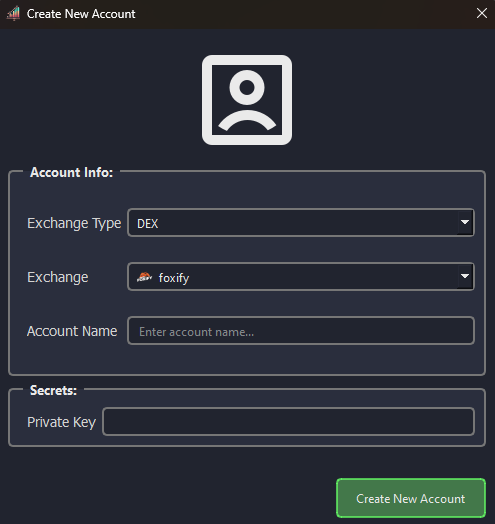 Create New Account
Account Info:
Exchange Type DEX
Exchange foxify
Account Name Enter account name...
Secrets:
Private Key
Create New Account